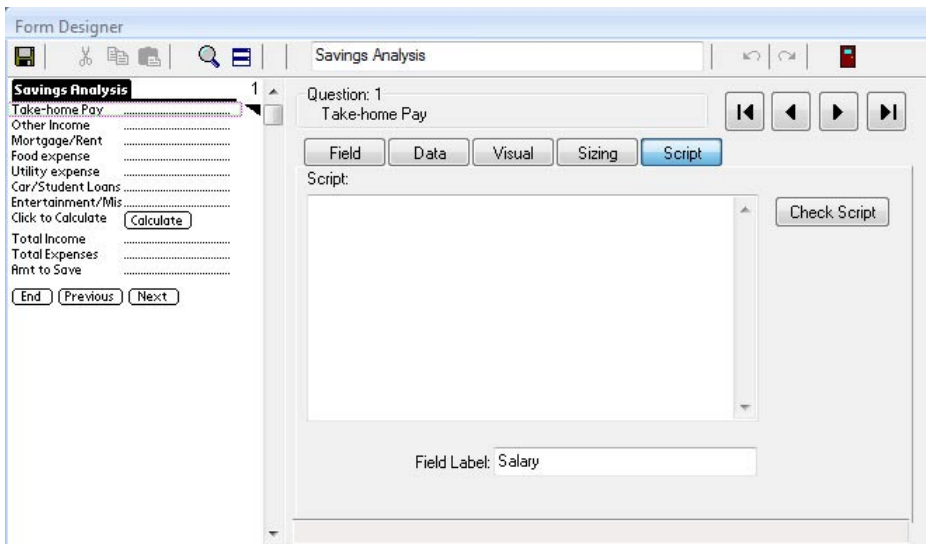 Form Designer
Savings Analysis
Savings Analysis 1
Take-home Pay
Other Income
Mortgage/Rent
Food expense
Utility expense
Car/Student Loans
Entertainment/Mis
Click to Calculate Calculate
Total Income
Total Expenses
Amt to Save
End Previous Next
Question: 1
Take-home Pay
Field Data Visual Sizing Script
Script:
Check Script
Field Label: Salary